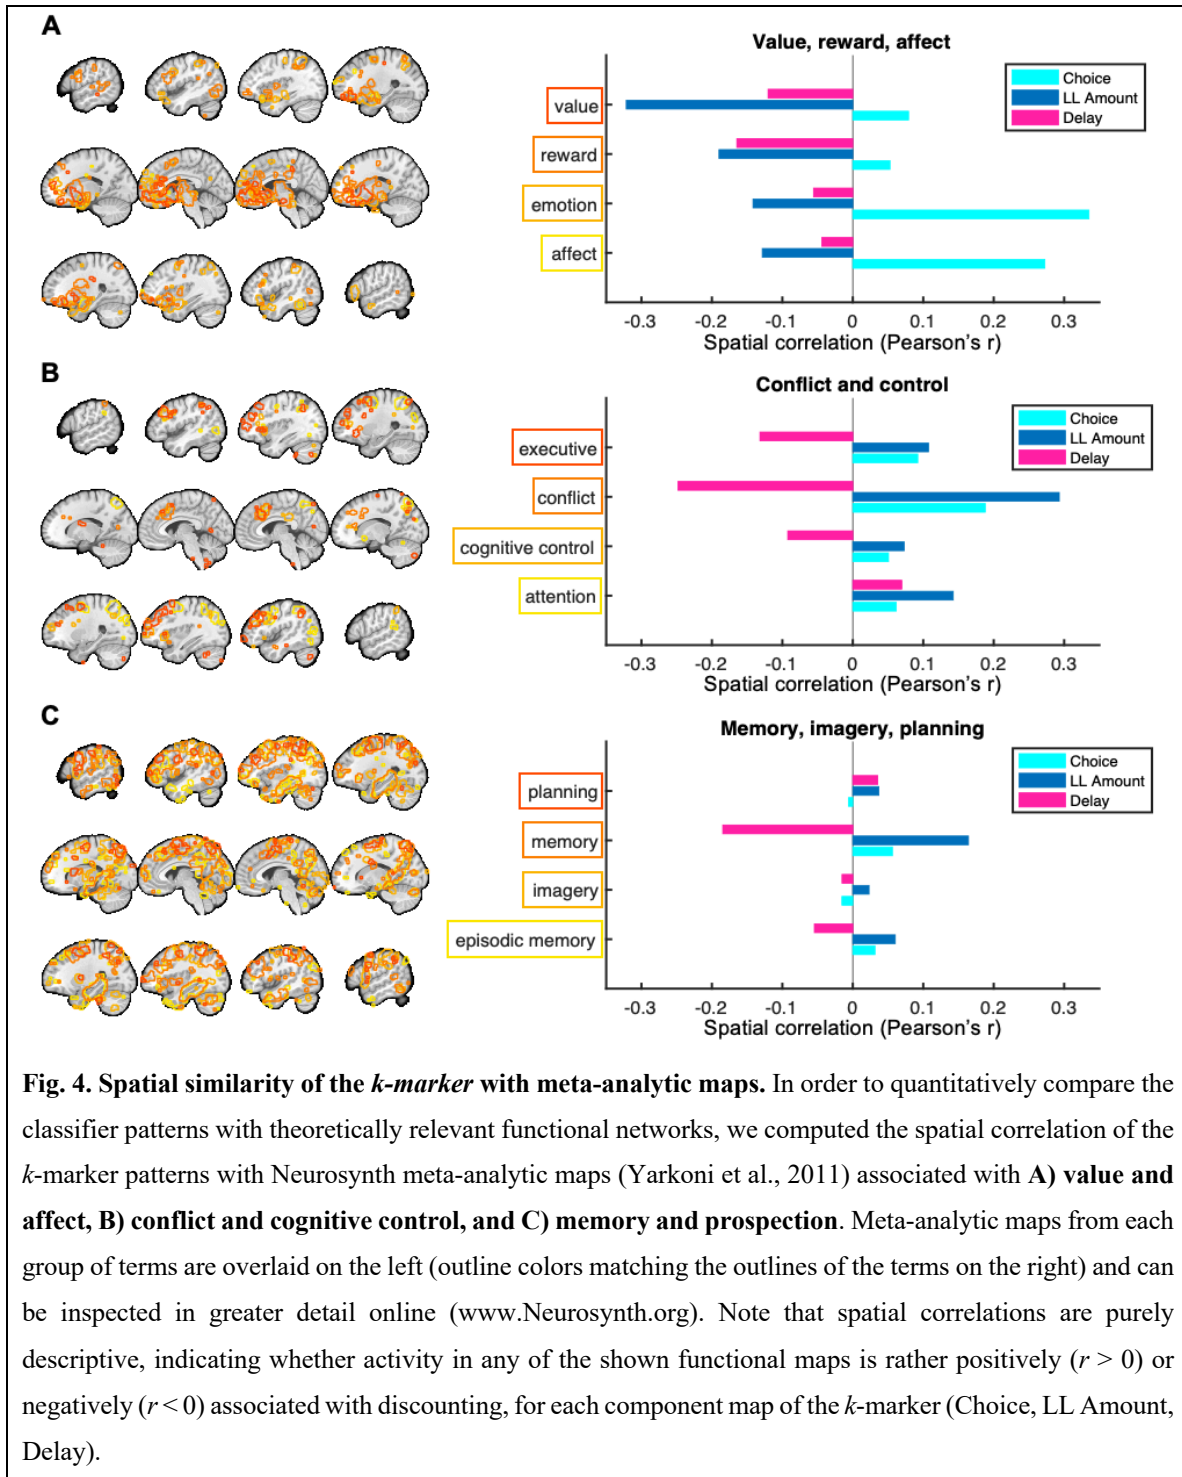 A
Value, reward, affect
Choice
LL Amount
Delay
value
reward
emotion
affect
-0.3 -0.2 -0.1 0 0.1 0.2 0.3
Spatial correlation (Pearson's r)
B
Conflict and control
Choice
LL Amount
Delay
executive
conflict
cognitive control
attention
-0.3 -0.2 -0.1 0 0.1 0.2 0.3
Spatial correlation (Pearson's r)
C
Memory, imagery, planning
Choice
LL Amount
Delay
planning
memory
imagery
episodic memory
-0.3 -0.2 -0.1 0 0.1 0.2 0.3
Spatial correlation (Pearson's r)
Fig. 4. Spatial similarity of the k-marker with meta-analytic maps. In order to quantitatively compare the
classifier patterns with theoretically relevant functional networks, we computed the spatial correlation of the
k-marker patterns with Neurosynth meta-analytic maps (Yarkoni et al., 2011) associated with A) value and
affect, B) conflict and cognitive control, and C) memory and prospection. Meta-analytic maps from each
group of terms are overlaid on the left (outline colors matching the outlines of the terms on the right) and can
be inspected in greater detail online (www.Neurosynth.org). Note that spatial correlations are purely
descriptive, indicating whether activity in any of the shown functional maps is rather positively (r > 0) or
negatively (r < 0) associated with discounting, for each component map of the k-marker (Choice, LL Amount,
Delay).